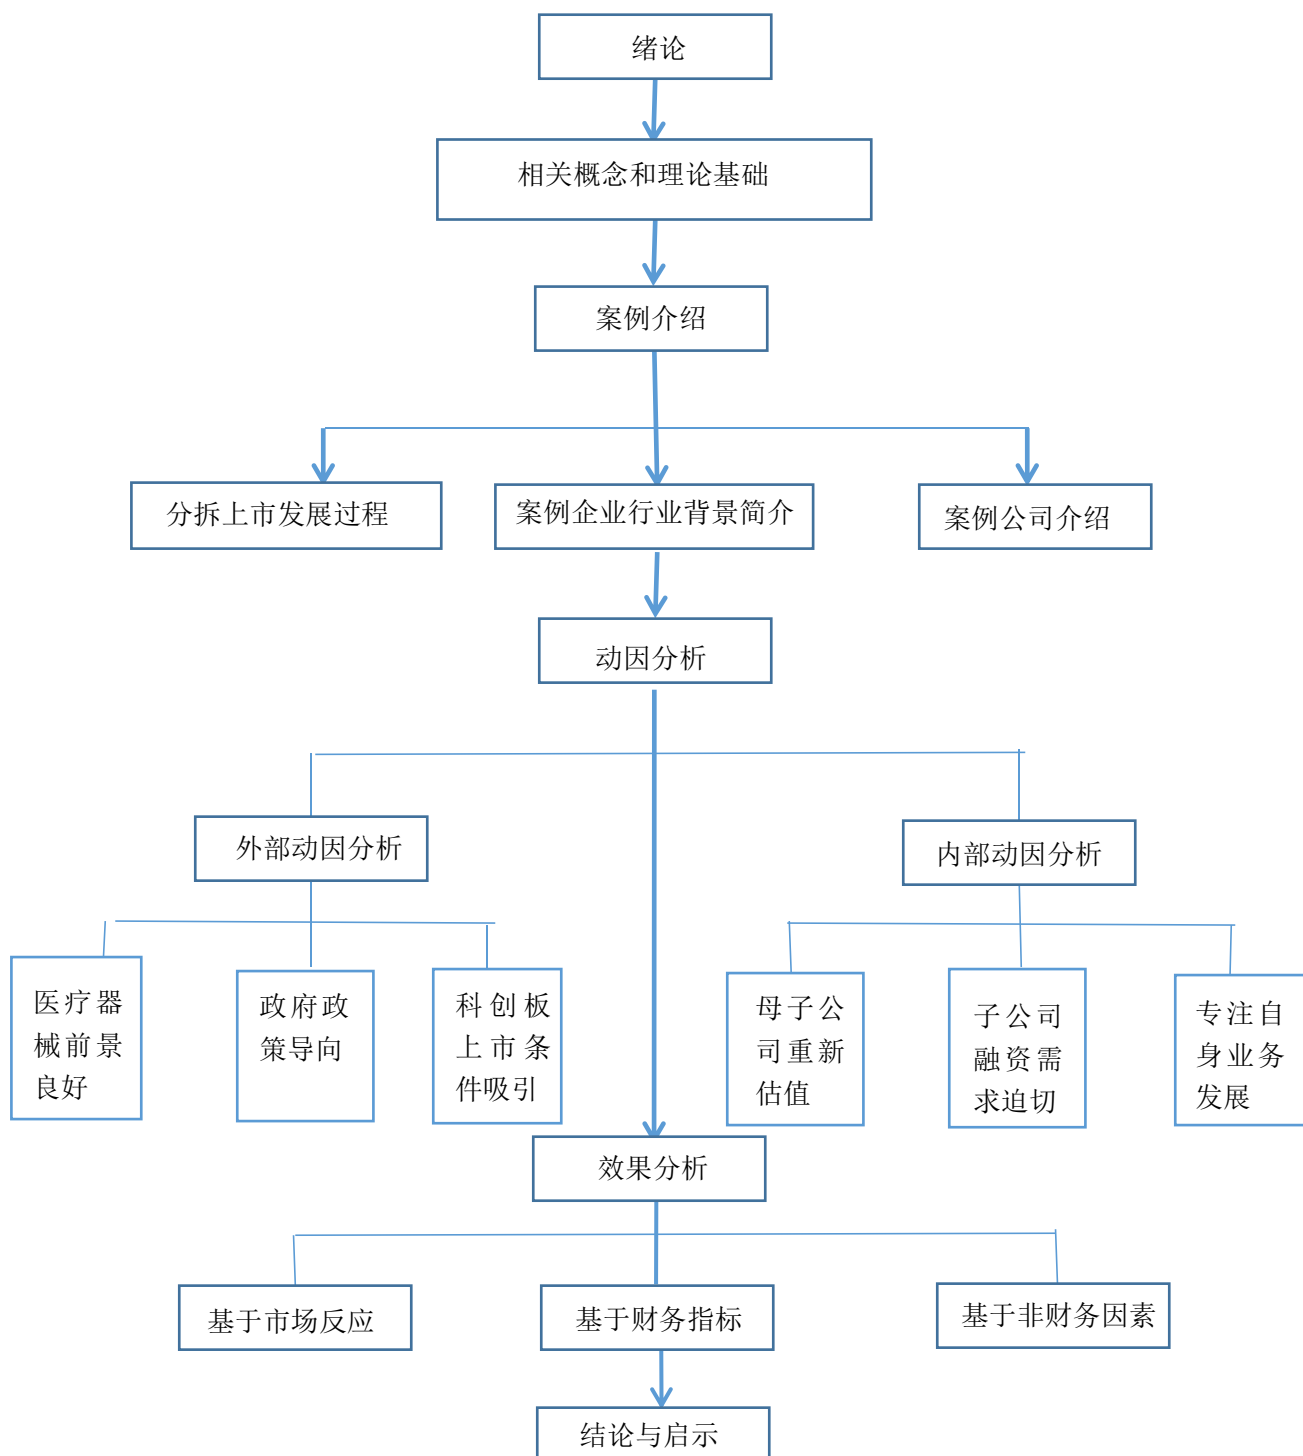 绪论
相关概念和理论基础
案例介绍
分拆上市发展过程
案例企业行业背景简介
案例公司介绍
动因分析
外部动因分析
内部动因分析
医疗器
械前景
良好
政府政
策导向
科创板
上市条
件吸引
母子公
司重新
估值
子公司
融资需
求迫切
专注自
身业务
发展
效果分析
基于市场反应
基于财务指标
基于非财务因素
结论与启示